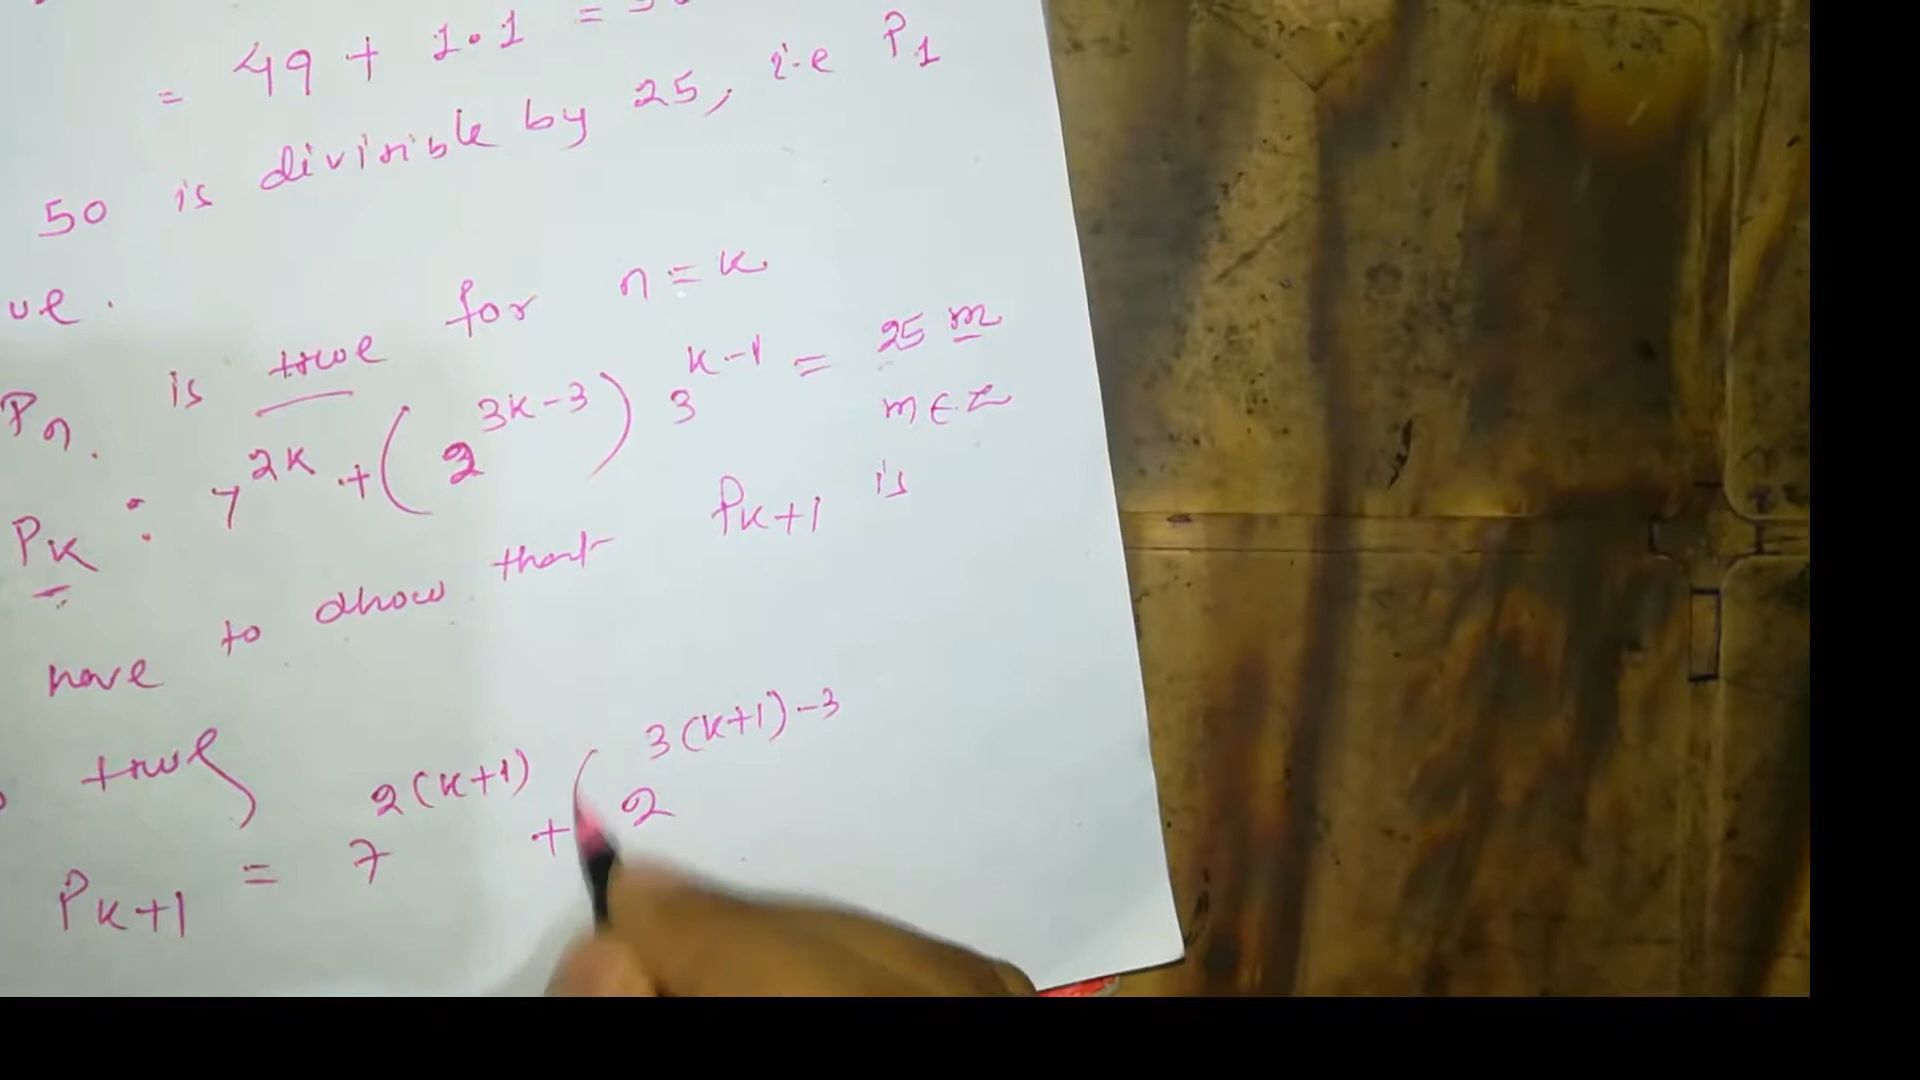 = 49 + 1.1 =
50 is divisible by 25, i.e P1
ue.
Pn is true for n = k
Pk : 7^2k + (2^3k-3) 3^k-1 = 25 m
m ∈ Z
have to show that Pk+1 is
true
Pk+1 = 7^2(k+1) + (2^3(k+1)-3